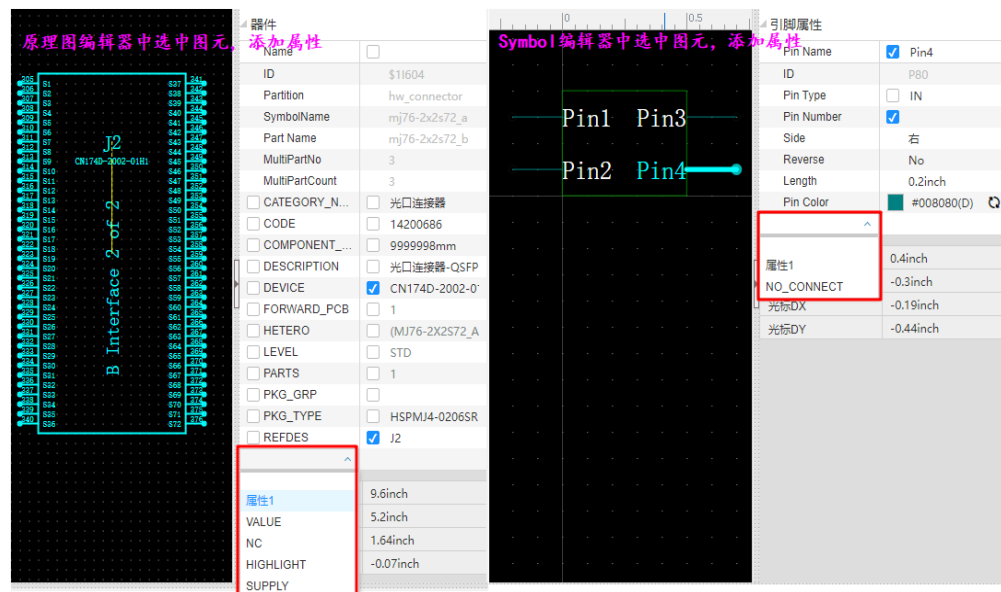 原理图编辑器中选中图元，添加属性
器件
Name
ID $1I604
Partition hw_connector
SymbolName mj76-2x2s72_a
Part Name mj76-2x2s72_b
MultiPartNo 3
MultiPartCount 3
CATEGORY_N... 光口连接器
CODE 14200686
COMPONENT_... 9999998mm
DESCRIPTION 光口连接器-QSFP
DEVICE CN174D-2002-0
FORWARD_PCB 1
HETERO (MJ76-2X2S72_A
LEVEL STD
PARTS 1
PKG_GRP
PKG_TYPE HSPMJ4-0206SR
REFDES J2
属性1
VALUE
NC
HIGHLIGHT
SUPPLY
9.6inch
5.2inch
1.64inch
-0.07inch
J2
CN174D-2002-01H1
B Interface 2 of 2
Symbol编辑器中选中图元，添加属性
0 0.5
Pin1 Pin3
Pin2 Pin4
引脚属性
Pin Name Pin4
ID P80
Pin Type IN
Pin Number
Side 右
Reverse No
Length 0.2inch
Pin Color #008080(D)
属性1
NO_CONNECT
光标DX
光标DY
0.4inch
-0.3inch
-0.19inch
-0.44inch